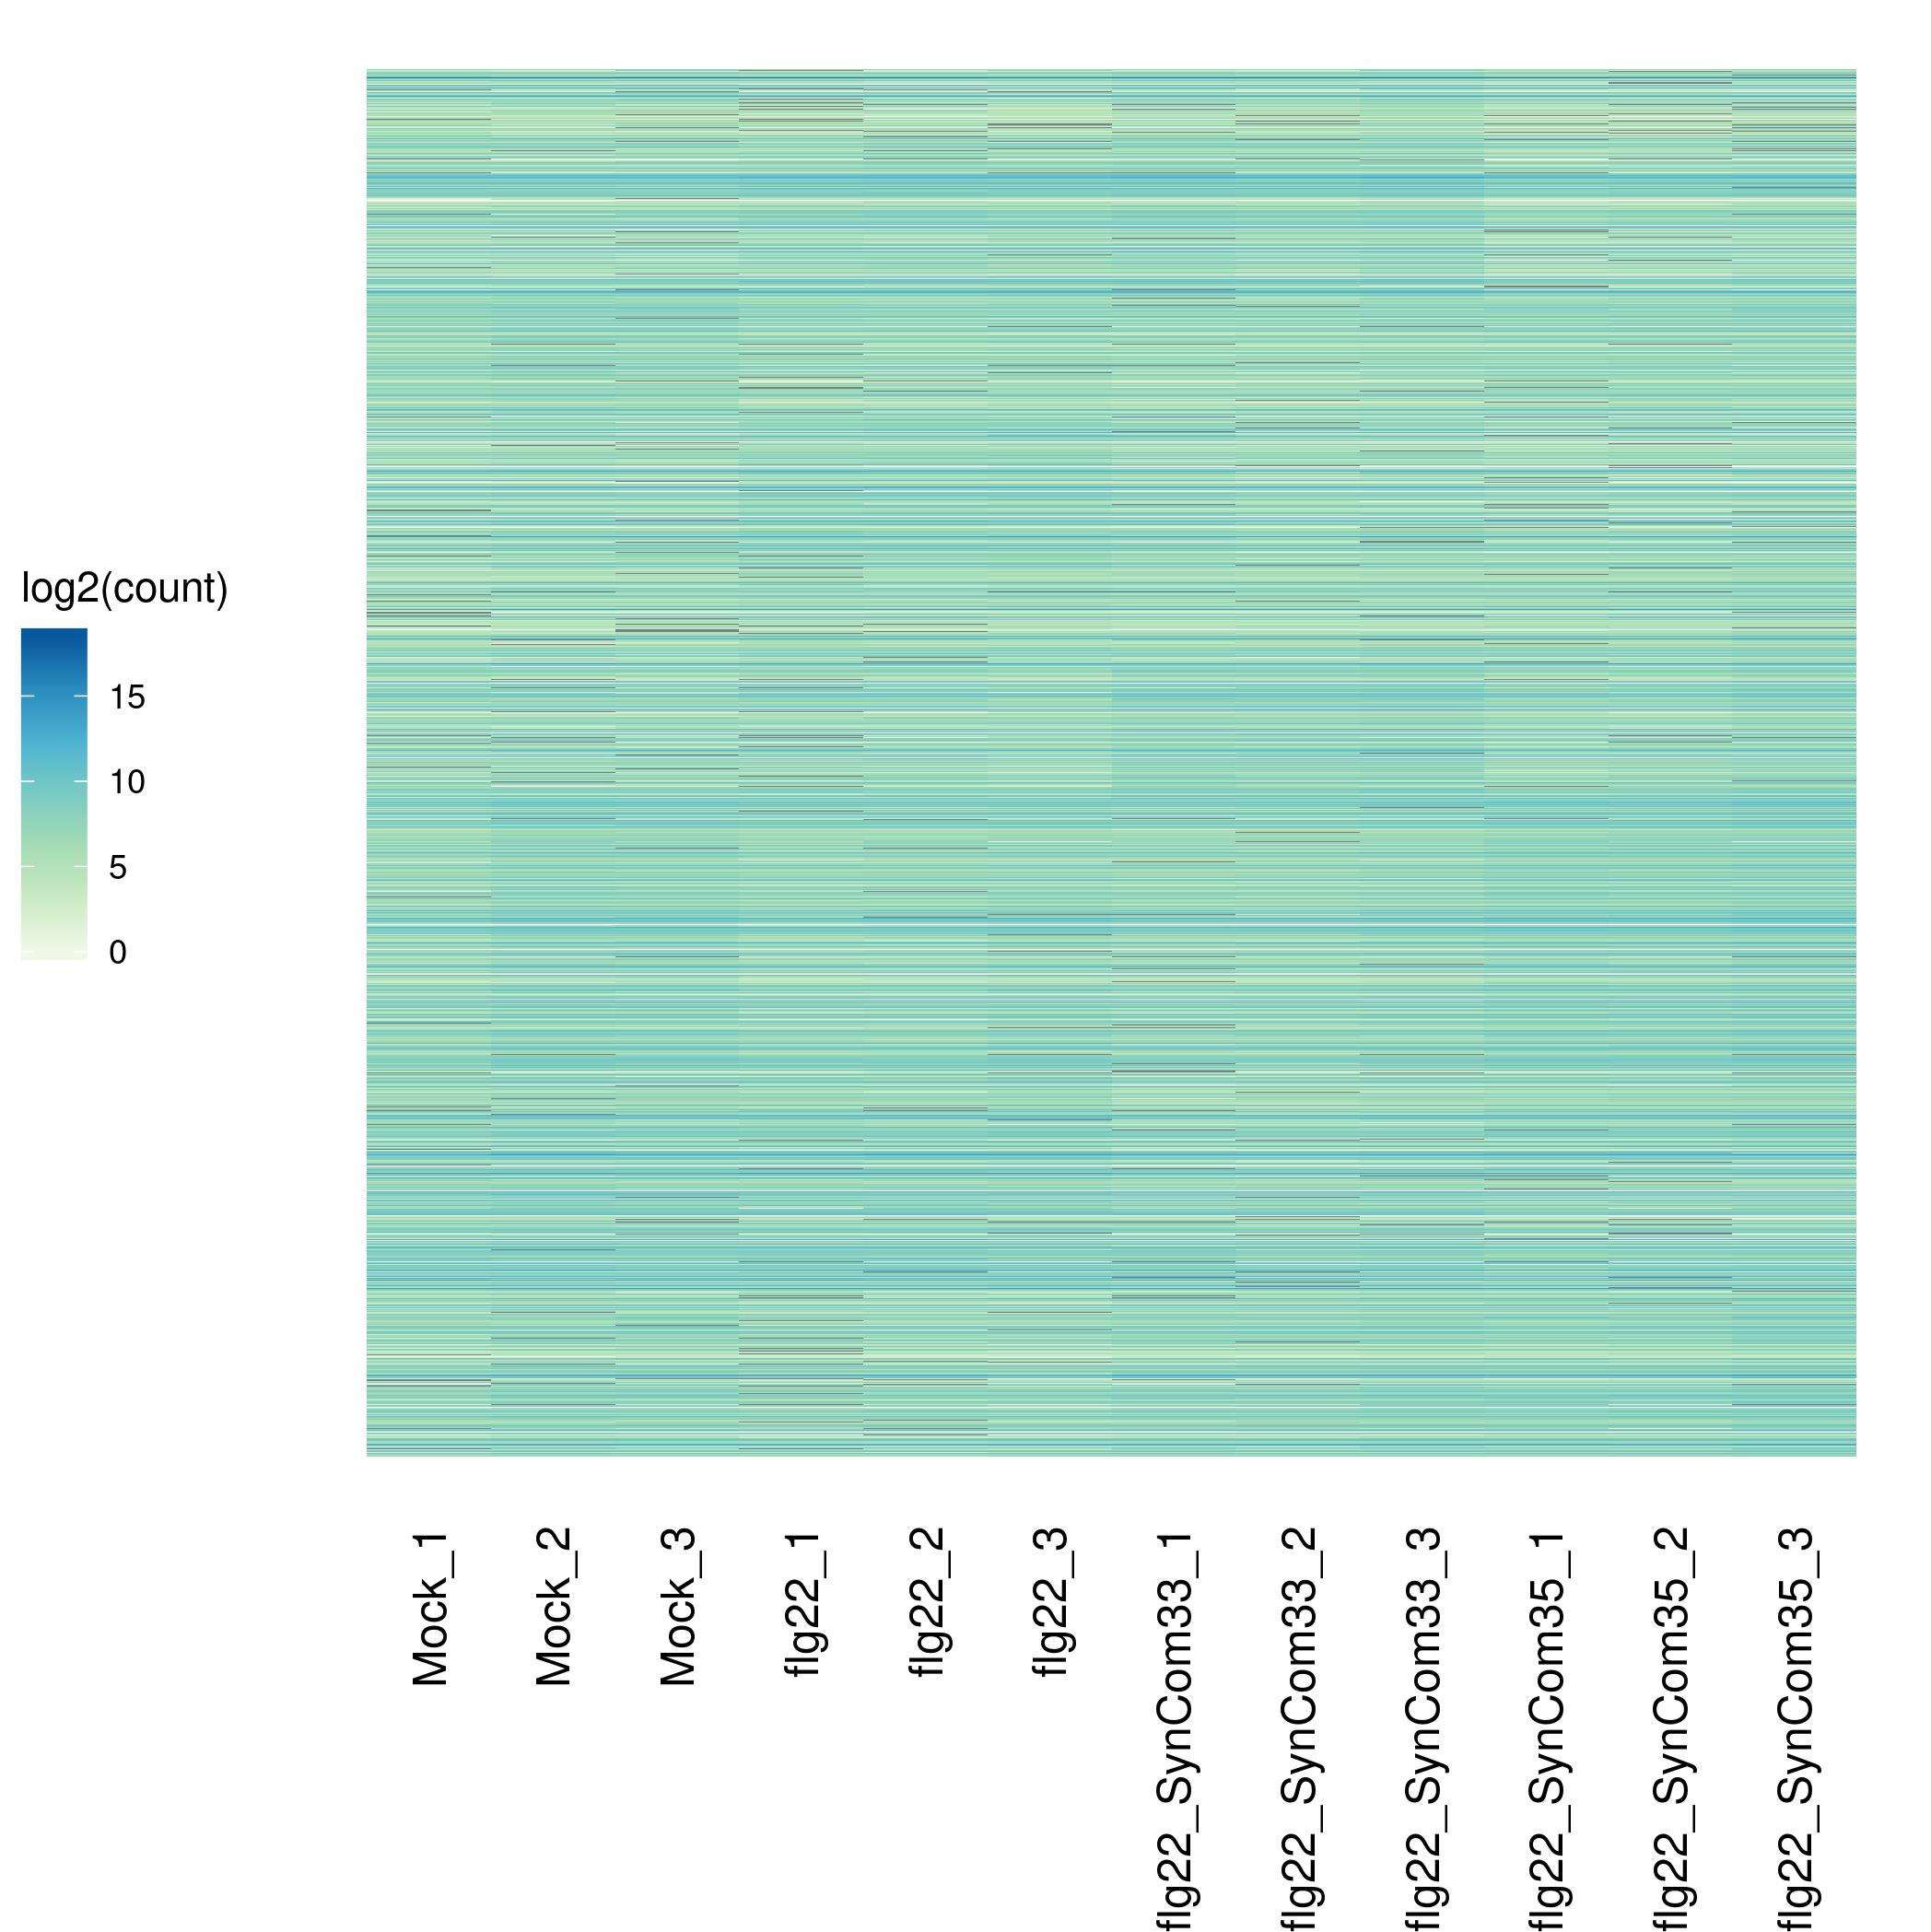 log2(count)
15
10
5
0
Mock_1
Mock_2
Mock_3
flg22_1
flg22_2
flg22_3
flg22_SynCom33_1
flg22_SynCom33_2
flg22_SynCom33_3
flg22_SynCom35_1
flg22_SynCom35_2
flg22_SynCom35_3